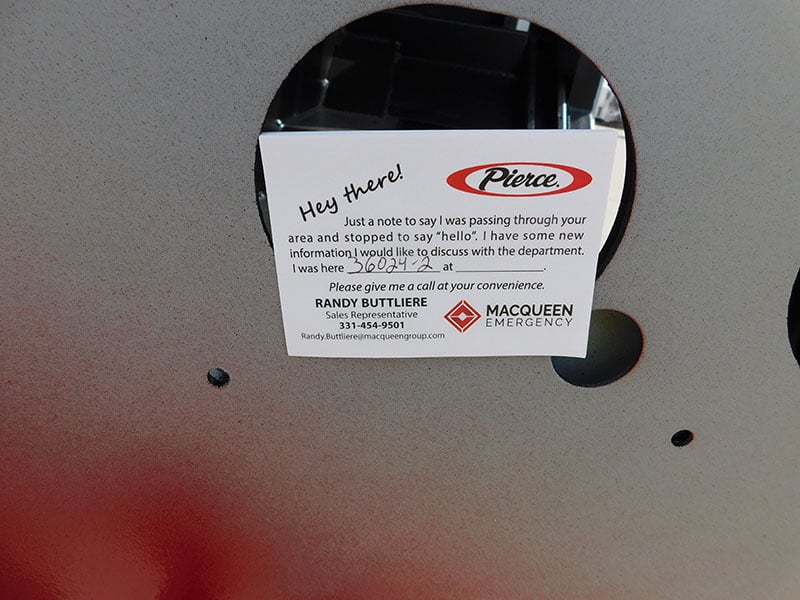 Hey there!
Pierce.
Just a note to say I was passing through your
area and stopped to say "hello". I have some new
information I would like to discuss with the department.
I was here 36024-2 at ____________.
Please give me a call at your convenience.
RANDY BUTTLIERE
Sales Representative
331-454-9501
Randy.Buttliere@macqueengroup.com
MACQUEEN
EMERGENCY